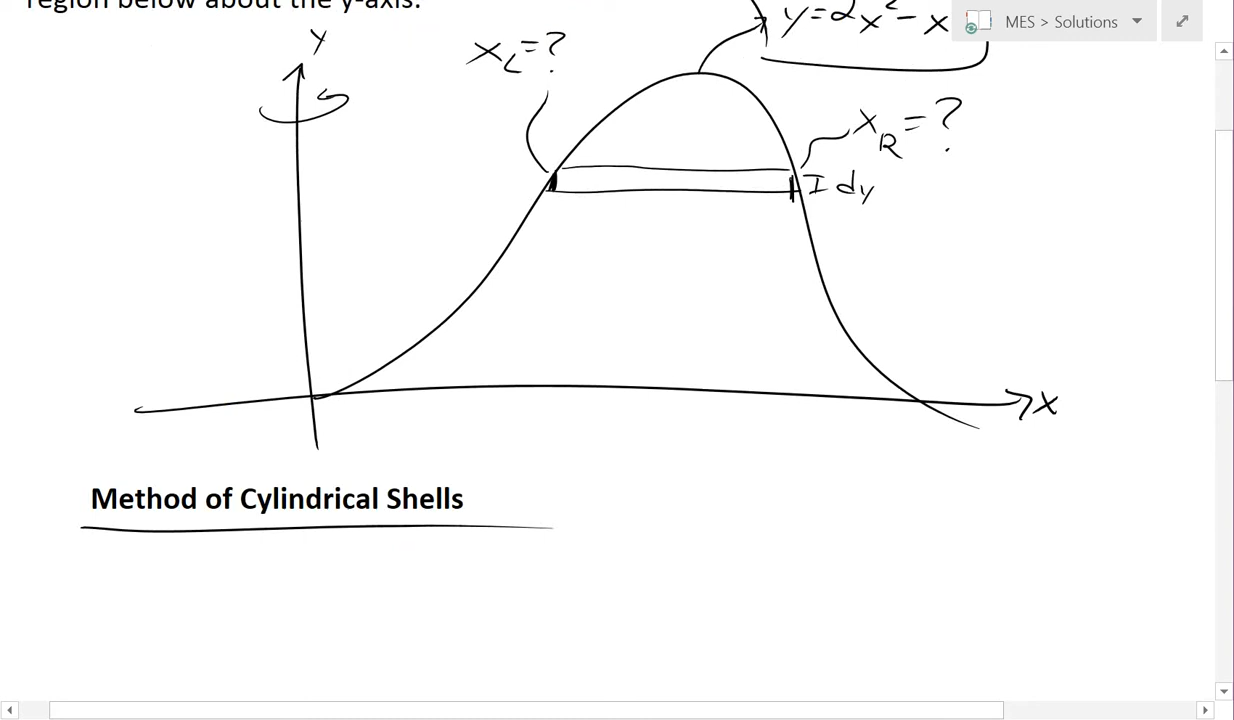 region below about the y-axis.
y=2x²-x
MES > Solutions
y
x_L=?
x_R=?
I dy
x
Method of Cylindrical Shells